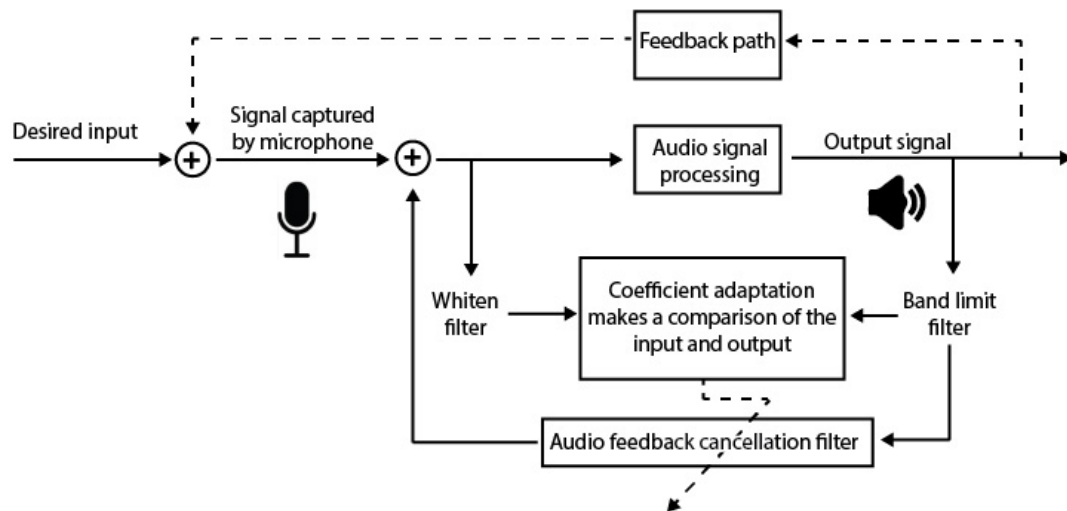 Feedback path
Desired input
Signal captured
by microphone
+
+
Audio signal
processing
Output signal
Whiten
filter
Coefficient adaptation
makes a comparison of the
input and output
Band limit
filter
Audio feedback cancellation filter